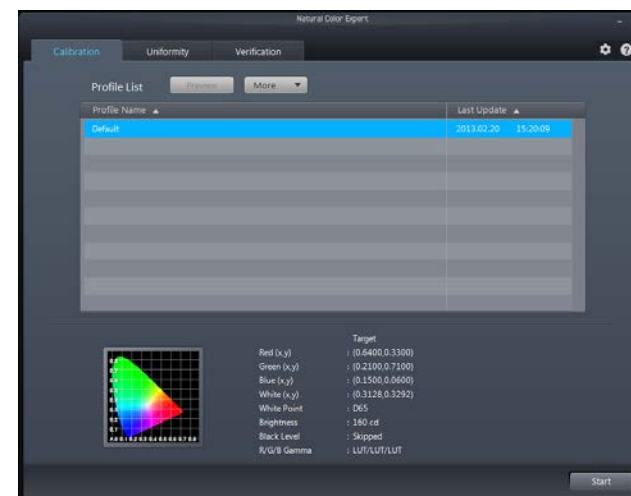 Natural Color Expert
Calibration Uniformity Verification
Profile List Preview More
Profile Name Last Update
Default 2013.02.20 15:20:09
Target
Red (x,y) : (0.6400,0.3300)
Green (x,y) : (0.2100,0.7100)
Blue (x,y) : (0.1500,0.0600)
White (x,y) : (0.3128,0.3292)
White Point : D65
Brightness : 160 cd
Black Level : Skipped
R/G/B Gamma : LUT/LUT/LUT
Start